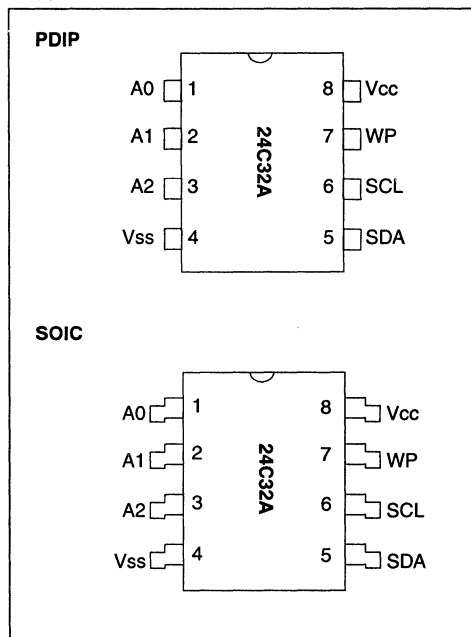 PDIP
A0 1 8 Vcc
A1 2 7 WP
A2 3 6 SCL
Vss 4 5 SDA
24C32A
SOIC
A0 1 8 Vcc
A1 2 7 WP
A2 3 6 SCL
Vss 4 5 SDA
24C32A